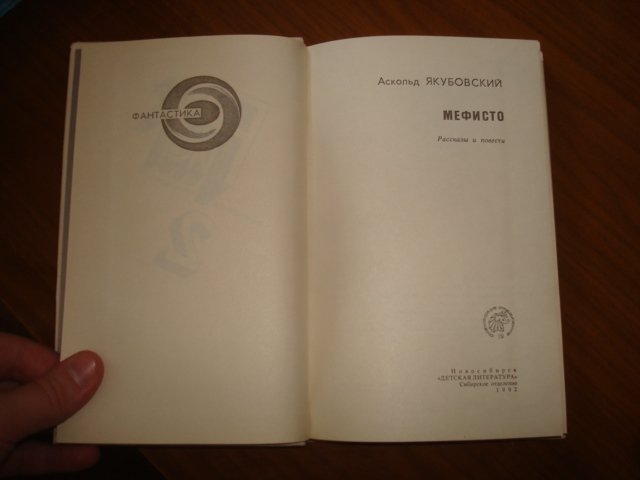 ФАНТАСТИКА
Аскольд ЯКУБОВСКИЙ
МЕФИСТО
Рассказы и повести
Новосибирск
«ДЕТСКАЯ ЛИТЕРАТУРА»
Сибирское отделение
1992